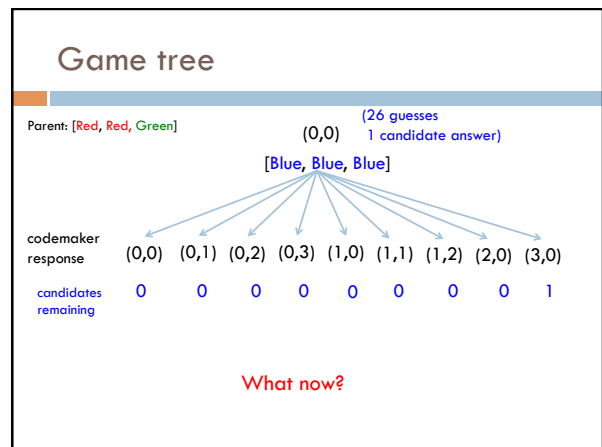 Game tree
Parent: [Red, Red, Green]
(0,0)
(26 guesses
1 candidate answer)
[Blue, Blue, Blue]
codemaker
response
(0,0) (0,1) (0,2) (0,3) (1,0) (1,1) (1,2) (2,0) (3,0)
candidates
remaining
0 0 0 0 0 0 0 0 1
What now?